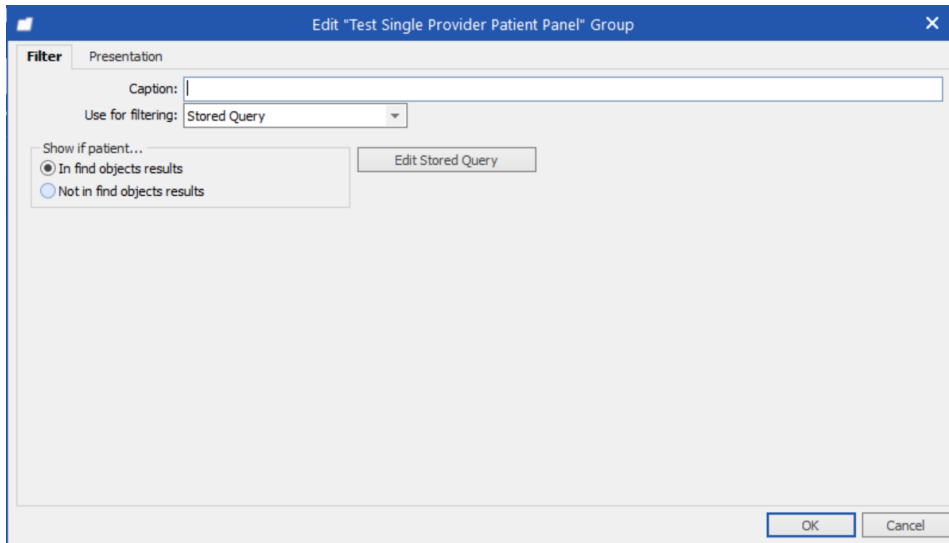 Edit "Test Single Provider Patient Panel" Group
Filter Presentation
Caption:
Use for filtering: Stored Query
Show if patient...
In find objects results
Edit Stored Query
Not in find objects results
OK Cancel